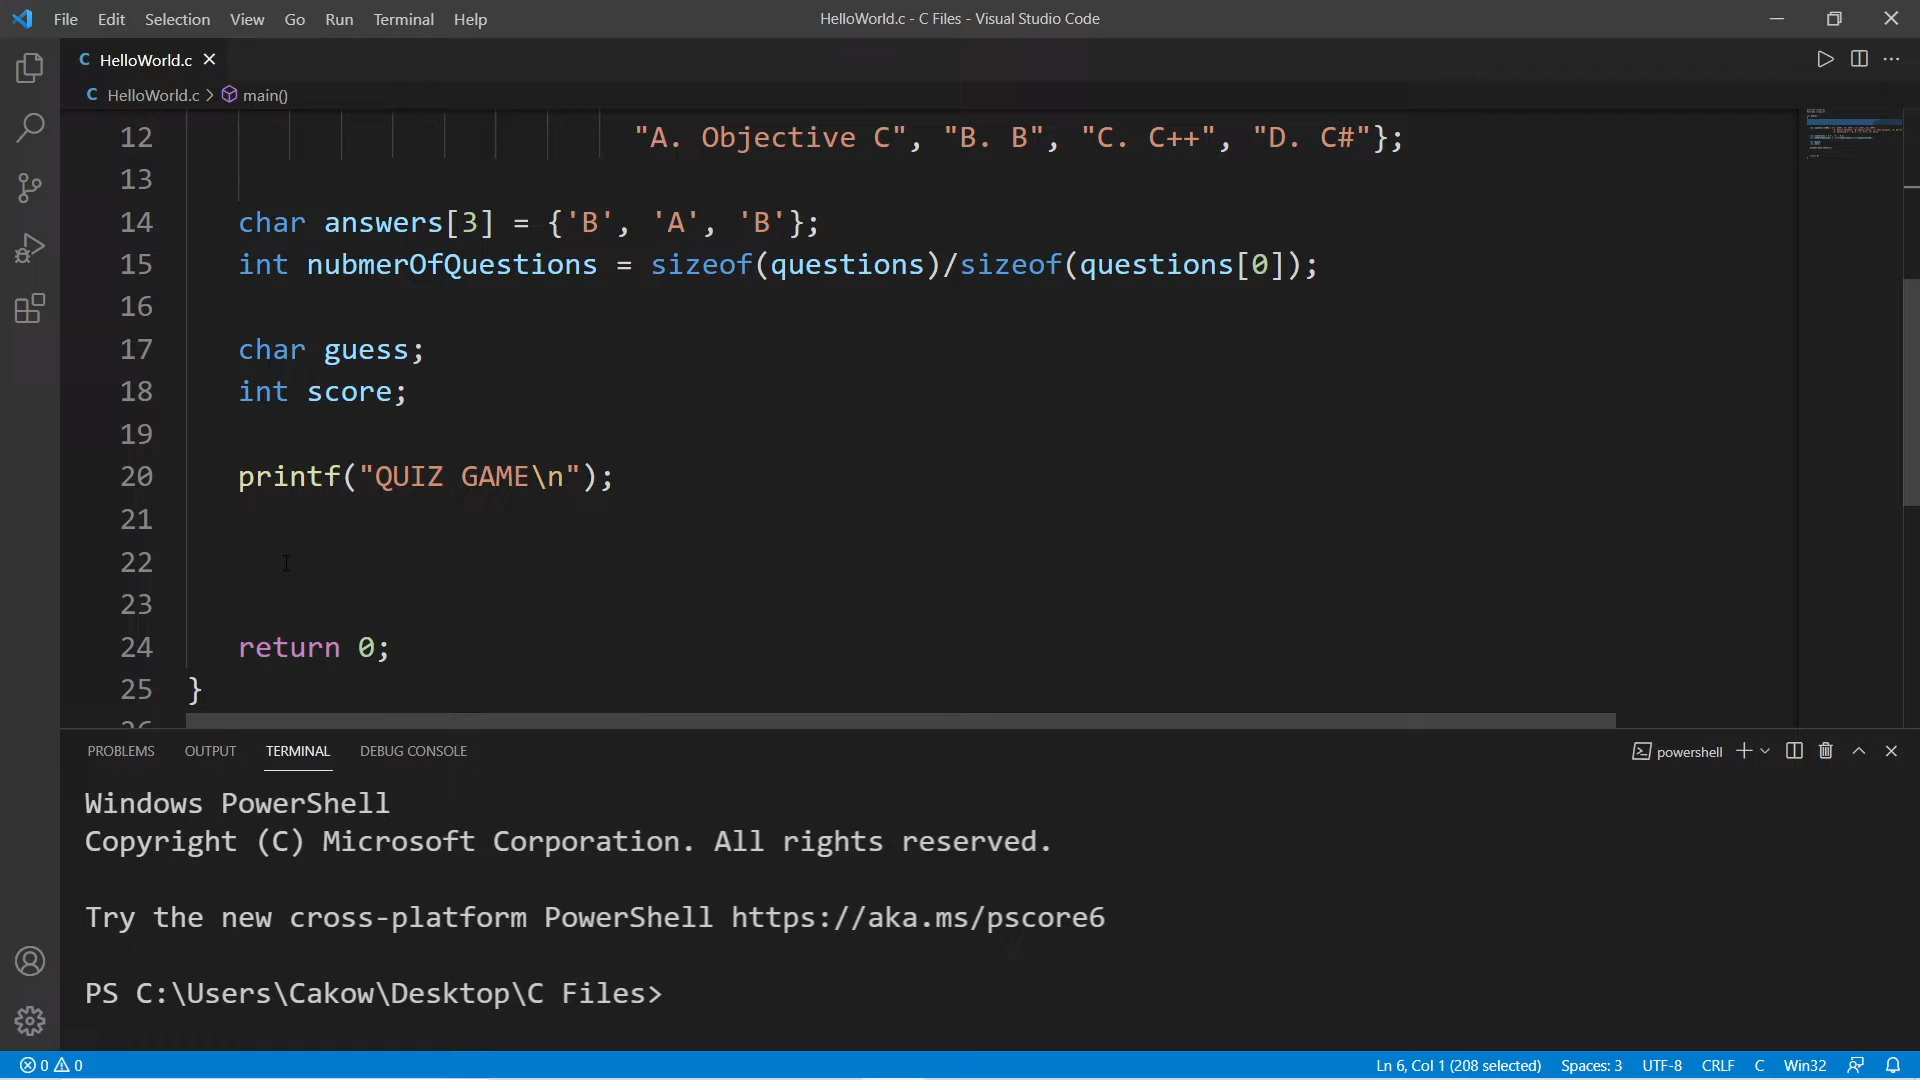 File Edit Selection View Go Run Terminal Help
HelloWorld.c - C Files - Visual Studio Code
C HelloWorld.c
C HelloWorld.c > main()
12 "A. Objective C", "B. B", "C. C++", "D. C#"};
13
14 char answers[3] = {'B', 'A', 'B'};
15 int nubmerOfQuestions = sizeof(questions)/sizeof(questions[0]);
16
17 char guess;
18 int score;
19
20 printf("QUIZ GAME\n");
21
22
23
24 return 0;
25 }
26
PROBLEMS OUTPUT TERMINAL DEBUG CONSOLE
powershell
Windows PowerShell
Copyright (C) Microsoft Corporation. All rights reserved.
Try the new cross-platform PowerShell https://aka.ms/pscore6
PS C:\Users\Cakow\Desktop\C Files>
0 0
Ln 6, Col 1 (208 selected) Spaces: 3 UTF-8 CRLF C Win32